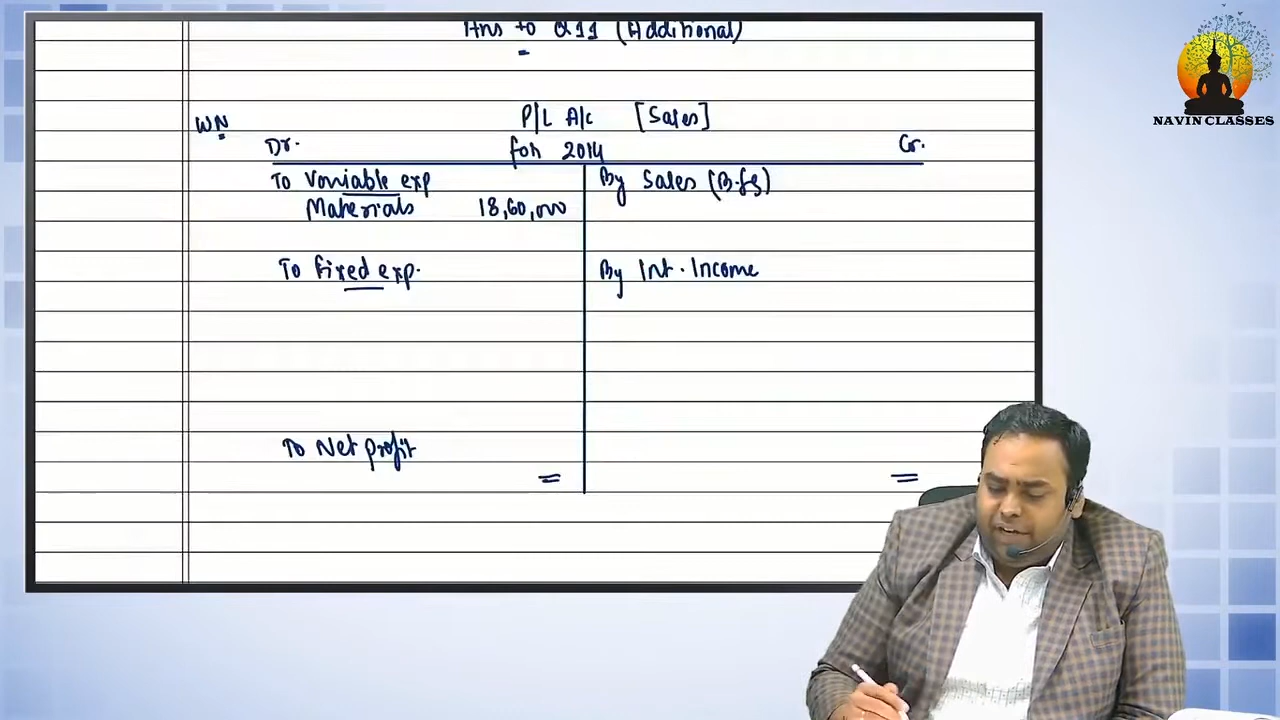 Ans to Q11 (Additional)
NAVIN CLASSES
WN
P/L A/c [Sales]
Dr. for 2014 Cr.
To Variable exp By Sales (B.fg)
Materials 18,60,000
To fixed exp. By Int. Income
To Net profit